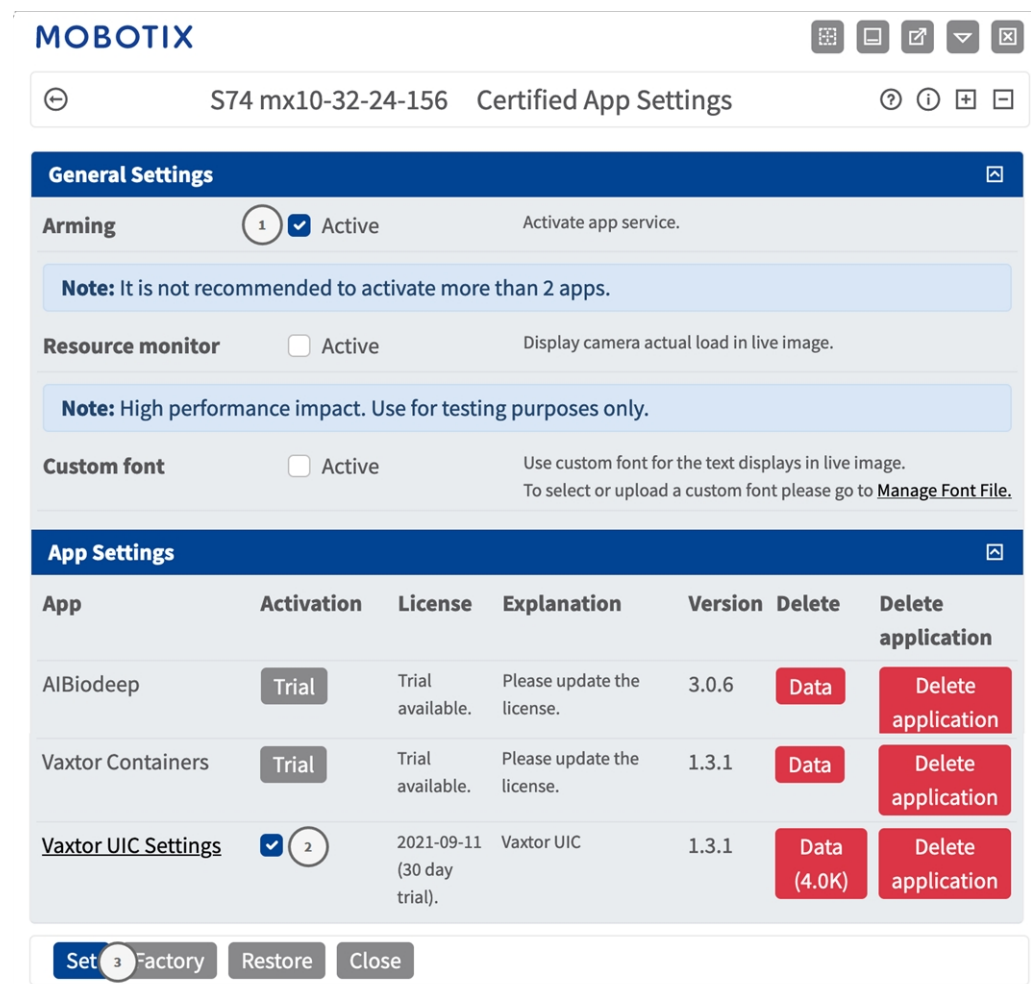 MOBOTIX
S74 mx10-32-24-156 Certified App Settings
General Settings
Arming 1 Active Activate app service.
Note: It is not recommended to activate more than 2 apps.
Resource monitor Active Display camera actual load in live image.
Note: High performance impact. Use for testing purposes only.
Custom font Active Use custom font for the text displays in live image.
To select or upload a custom font please go to Manage Font File.
App Settings
App Activation License Explanation Version Delete Delete
application
AIBiodeep Trial Trial Please update the 3.0.6 Data Delete
available. license. application
Vaxtor Containers Trial Trial Please update the 1.3.1 Data Delete
available. license. application
Vaxtor UIC Settings 2 2021-09-11 Vaxtor UIC 1.3.1 Data Delete
(30 day (4.0K) application
trial).
Set 3 Factory Restore Close